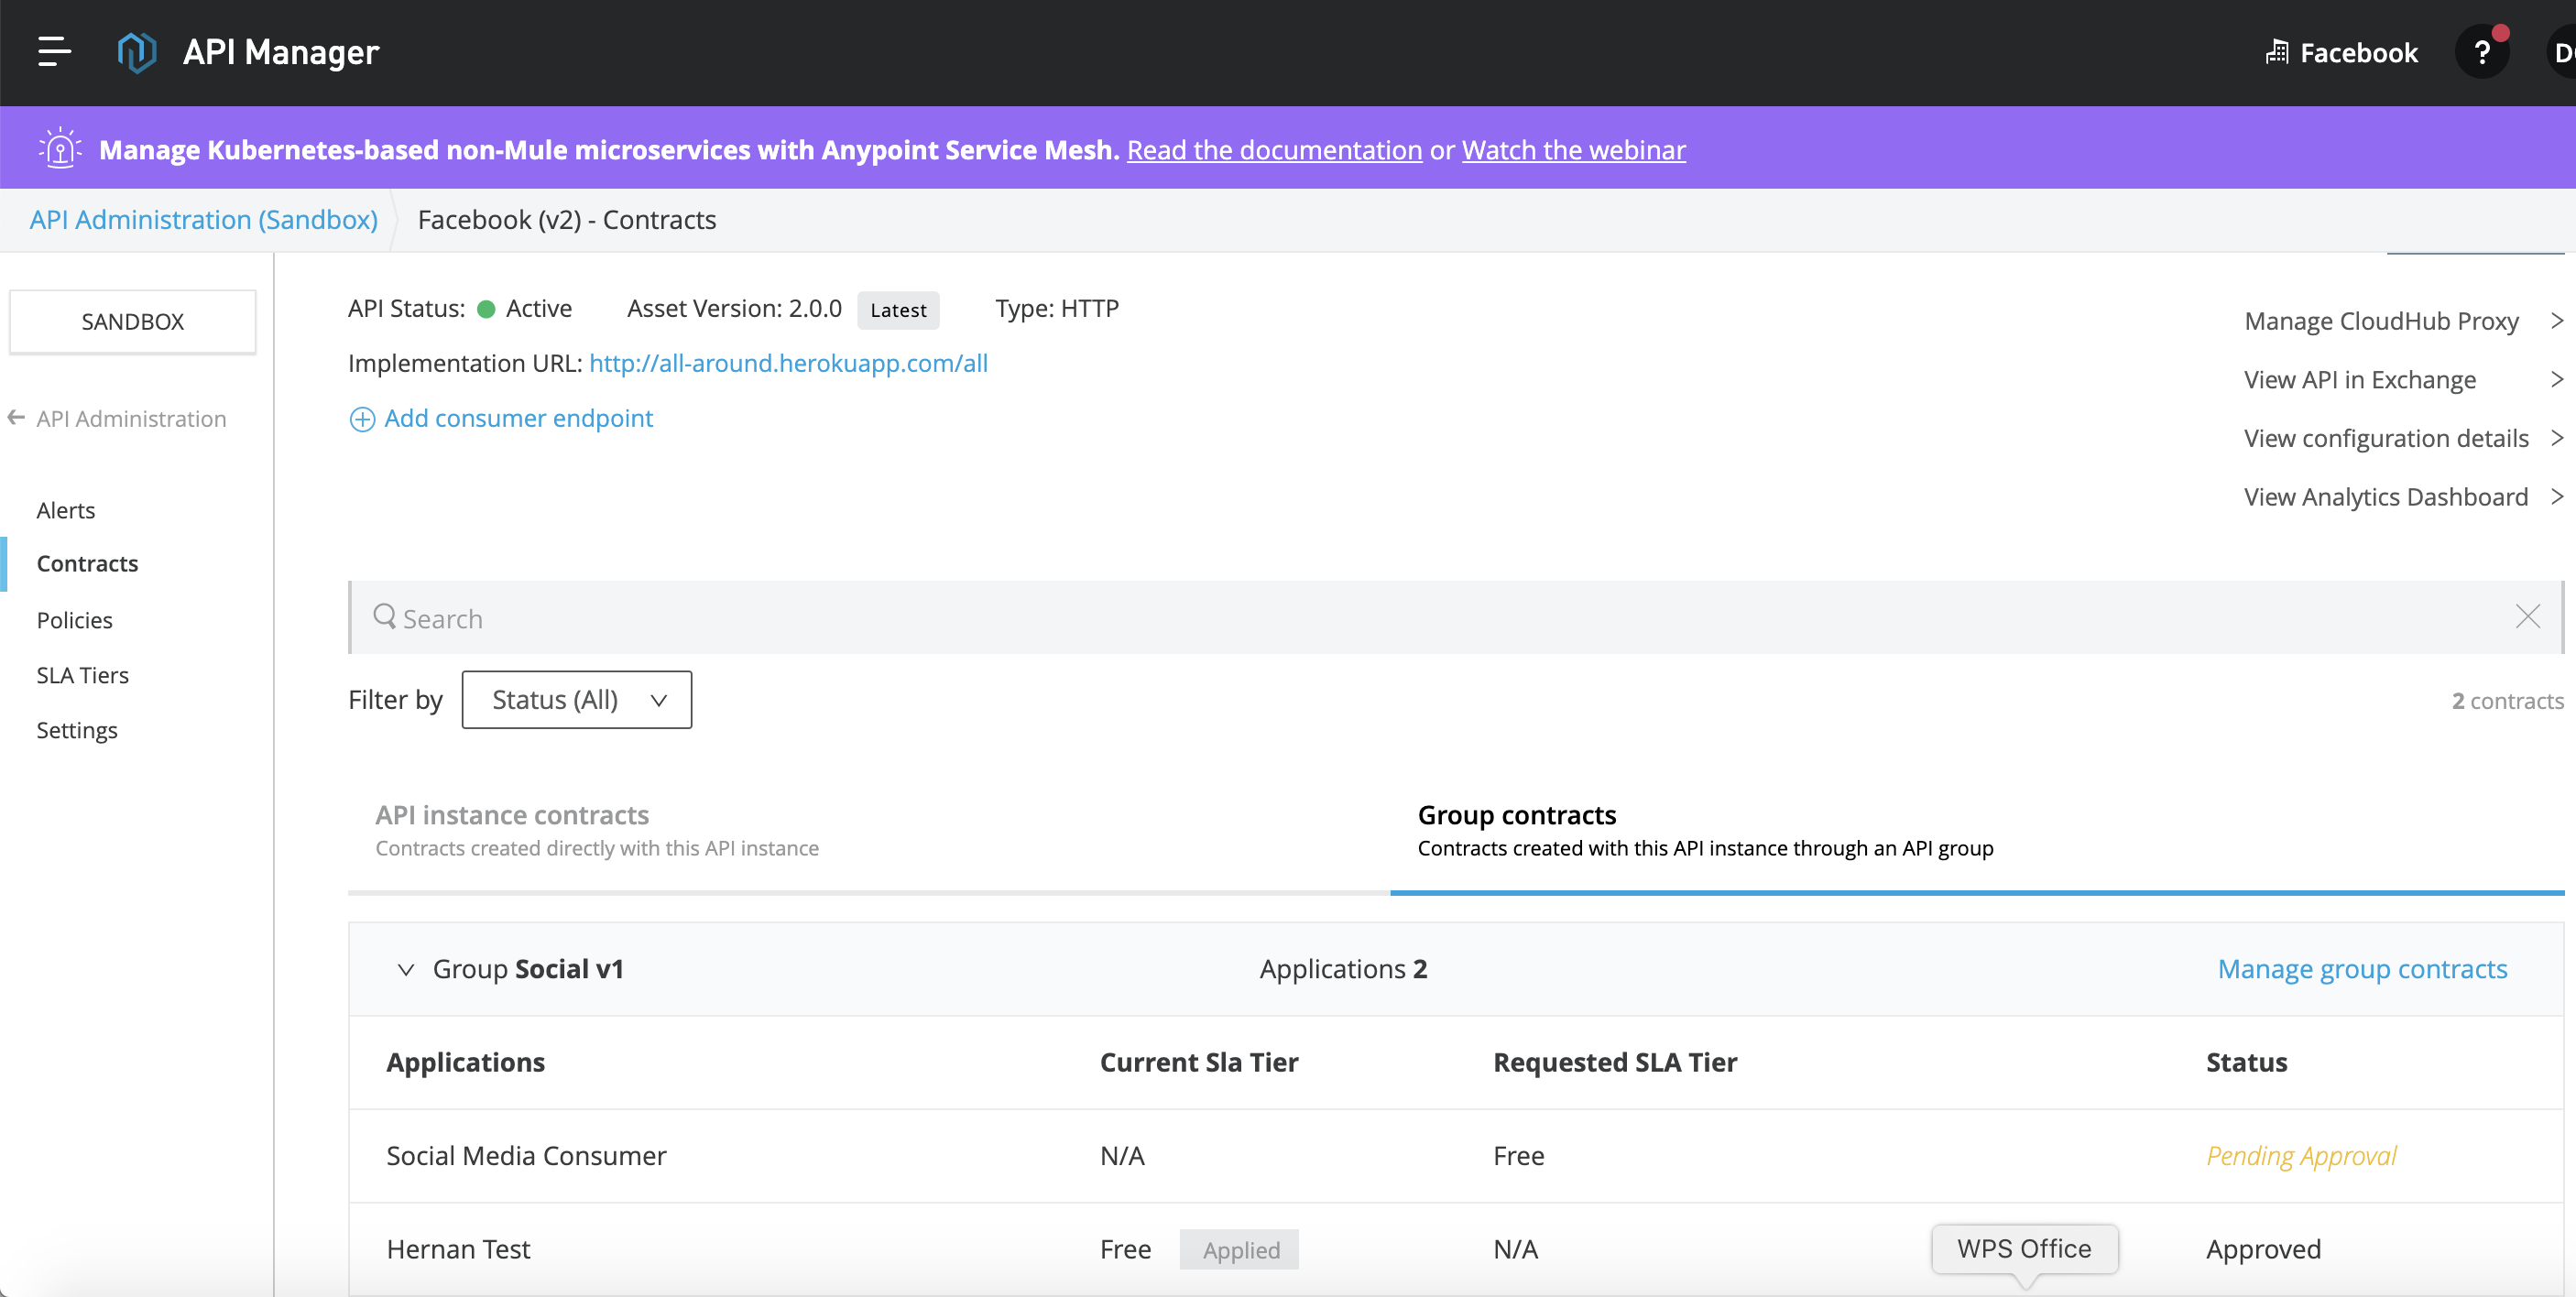 API Manager
Facebook
?
Manage Kubernetes-based non-Mule microservices with Anypoint Service Mesh. Read the documentation or Watch the webinar
API Administration (Sandbox)
Facebook (v2) - Contracts
SANDBOX
API Administration
Alerts
Contracts
Policies
SLA Tiers
Settings
API Status: Active
Asset Version: 2.0.0 Latest
Type: HTTP
Implementation URL: http://all-around.herokuapp.com/all
Add consumer endpoint
Manage CloudHub Proxy
View API in Exchange
View configuration details
View Analytics Dashboard
Search
Filter by Status (All)
2 contracts
API instance contracts
Contracts created directly with this API instance
Group contracts
Contracts created with this API instance through an API group
Group Social v1
Applications 2
Manage group contracts
Applications Current Sla Tier Requested SLA Tier Status
Social Media Consumer N/A Free Pending Approval
Hernan Test Free Applied N/A Approved
WPS Office